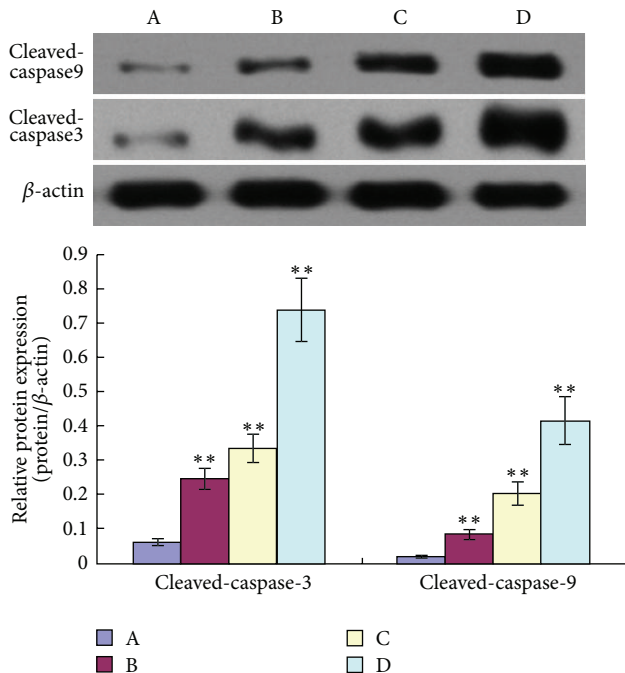 A B C D
Cleaved-
caspase9
Cleaved-
caspase3
β-actin
Relative protein expression
(protein/β-actin)
0.9
0.8
0.7
0.6
0.5
0.4
0.3
0.2
0.1
0
**
**
**
**
**
**
Cleaved-caspase-3 Cleaved-caspase-9
A C
B D